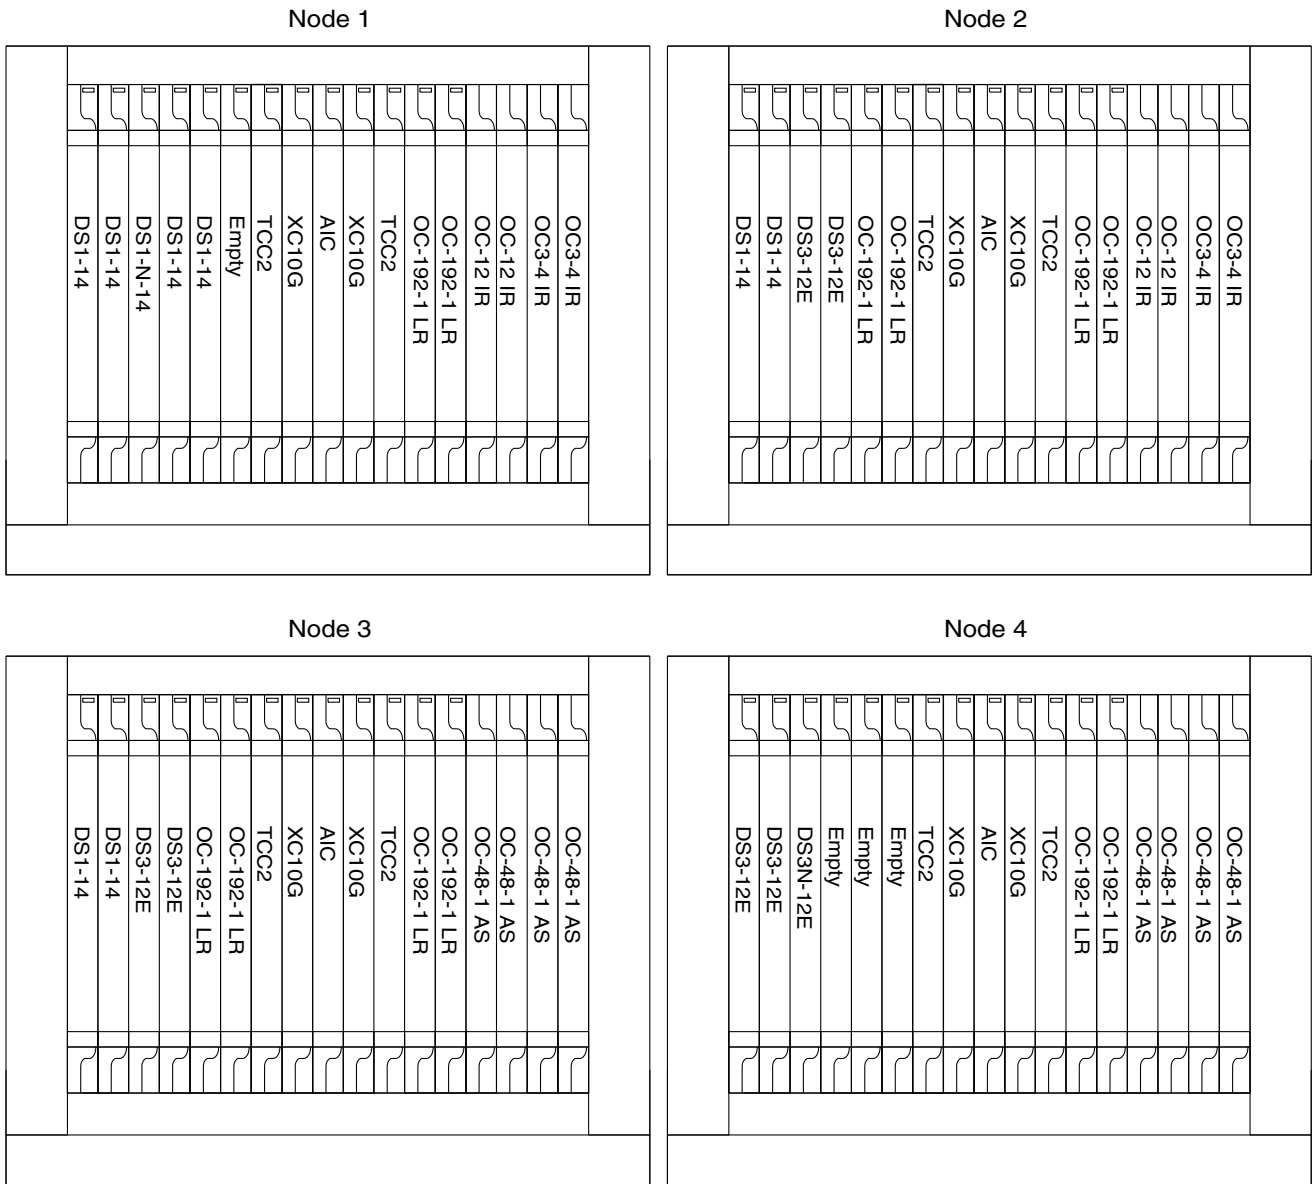 Node 1
DS1-14
DS1-14
DS1-N-14
DS1-14
DS1-14
Empty
TCC2
XC10G
AIC
XC10G
TCC2
OC-192-1 LR
OC-192-1 LR
OC-12 IR
OC-12 IR
OC3-4 IR
OC3-4 IR
Node 2
DS1-14
DS1-14
DS3-12E
DS3-12E
OC-192-1 LR
OC-192-1 LR
TCC2
XC10G
AIC
XC10G
TCC2
OC-192-1 LR
OC-192-1 LR
OC-12 IR
OC-12 IR
OC3-4 IR
OC3-4 IR
Node 3
DS1-14
DS1-14
DS3-12E
DS3-12E
OC-192-1 LR
OC-192-1 LR
TCC2
XC10G
AIC
XC10G
TCC2
OC-192-1 LR
OC-192-1 LR
OC-48-1 AS
OC-48-1 AS
OC-48-1 AS
OC-48-1 AS
Node 4
DS3-12E
DS3-12E
DS3N-12E
Empty
Empty
Empty
TCC2
XC10G
AIC
XC10G
TCC2
OC-192-1 LR
OC-192-1 LR
OC-48-1 AS
OC-48-1 AS
OC-48-1 AS
OC-48-1 AS